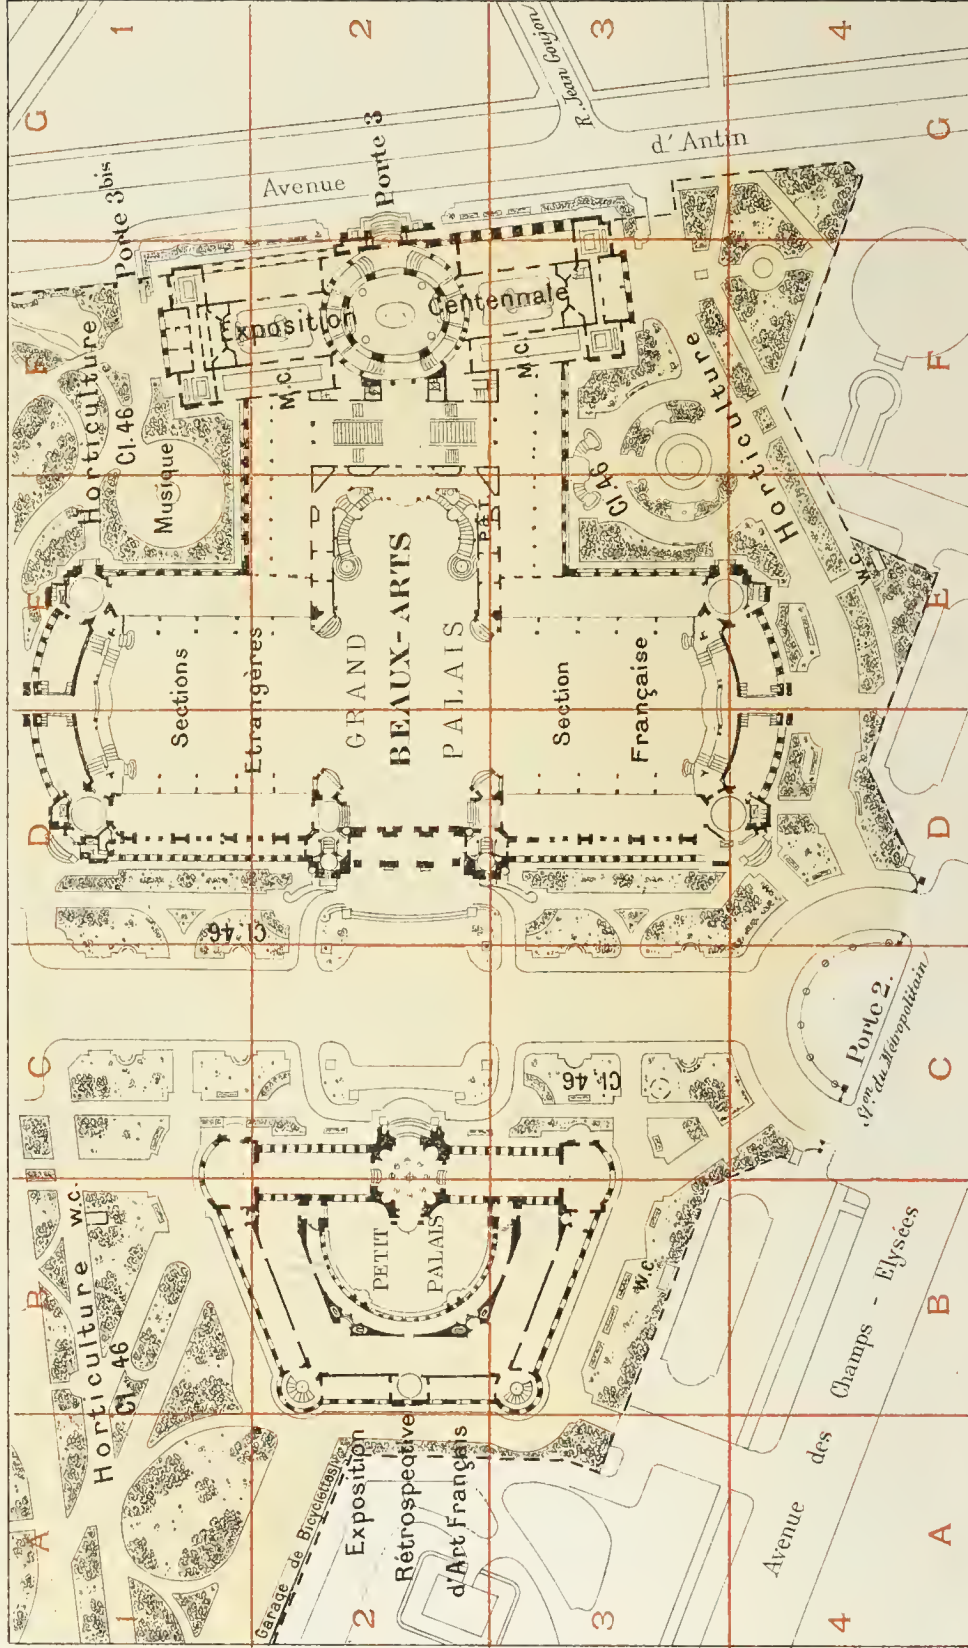 1
2
3
4
G
G
R. Jean Goujon
Avenue
d'Antin
Porte 3
Porte 3bis
Exposition
Centennale
M.C.
M.C.
F
F
Horticulture
Cl.46
Musique
Cl.46
Horticulture
E
E
W.C.
Sections
Etrangères
GRAND
BEAUX-ARTS
PALAIS
Section
Française
D
D
Cl.46
C
C
Cl.46
Porte 2.
Ston du Métropolitain
B
B
Horticulture
W.C.
Cl. 46
PETIT
PALAIS
W.C.
Avenue
des
Champs - Elysées
A
A
Garage de Bicyclettes
Exposition
Rétrospective
d'Art Français
1
2
3
4